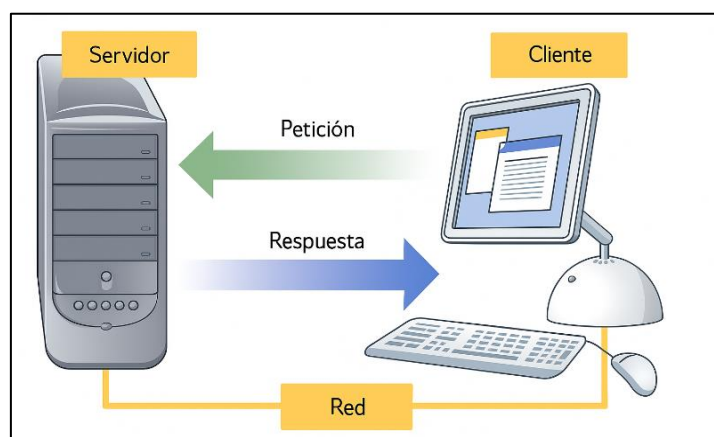 Servidor
Cliente
Petición
Respuesta
Red